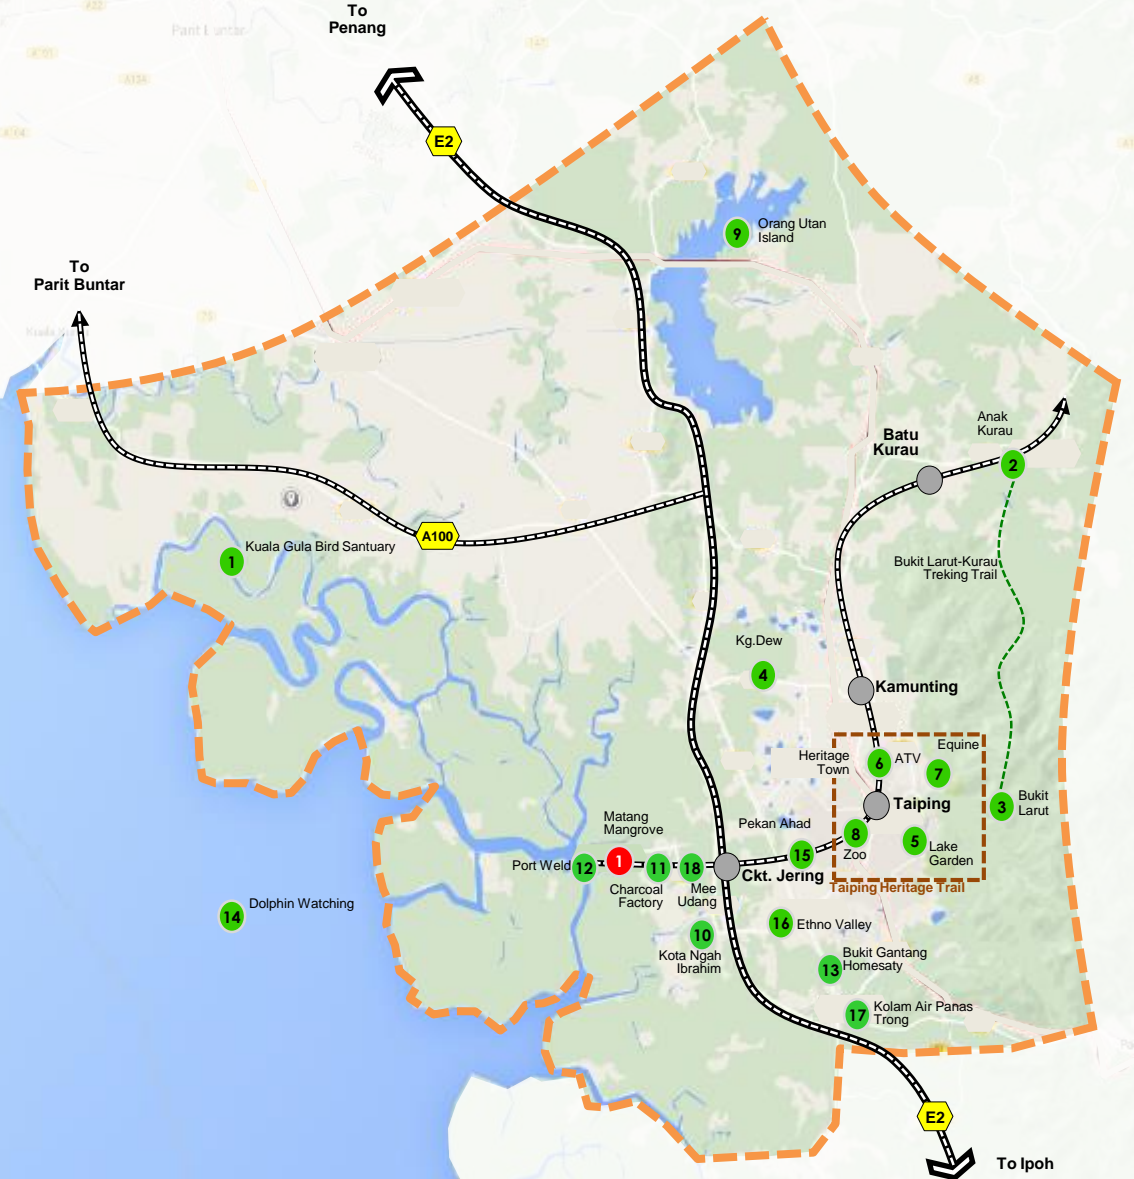 To
Penang
Pant Buntar
E2
9
Orang Utan
Island
To
Parit Buntar
Anak
Kurau
Batu
Kurau
2
A100
Kuala Gula Bird Santuary
1
Bukit Larut-Kurau
Treking Trail
Kg.Dew
4
Kamunting
Equine
Heritage
Town
6
ATV
7
Taiping
3
Bukit
Larut
Matang
Mangrove
Pekan Ahad
8
5
Zoo
Lake
Garden
15
Port Weld
12
1
11
18
Ckt. Jering
Charcoal
Factory
Mee
Udang
Taiping Heritage Trail
14
Dolphin Watching
16
Ethno Valley
10
Kota Ngah
Ibrahim
13
Bukit Gantang
Homesaty
17
Kolam Air Panas
Trong
E2
To Ipoh